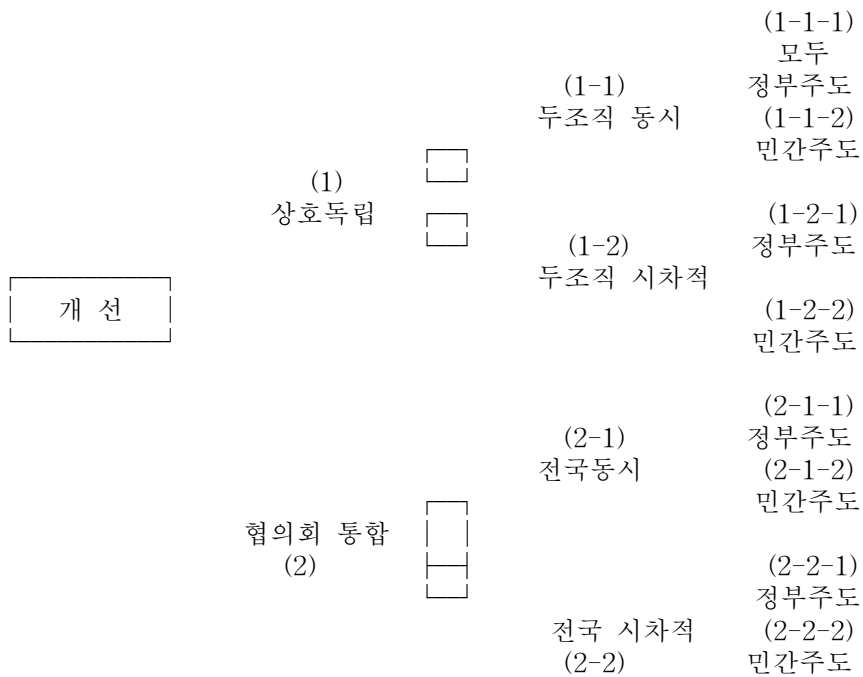 (1-1-1)
모두
(1-1) 정부주도
두조직 동시 (1-1-2)
민간주도
(1)
상호독립 (1-2-1)
(1-2) 정부주도
두조직 시차적
개 선 (1-2-2)
민간주도
(2-1-1)
(2-1) 정부주도
전국동시 (2-1-2)
민간주도
협의회 통합
(2) (2-2-1)
정부주도
전국 시차적 (2-2-2)
(2-2) 민간주도